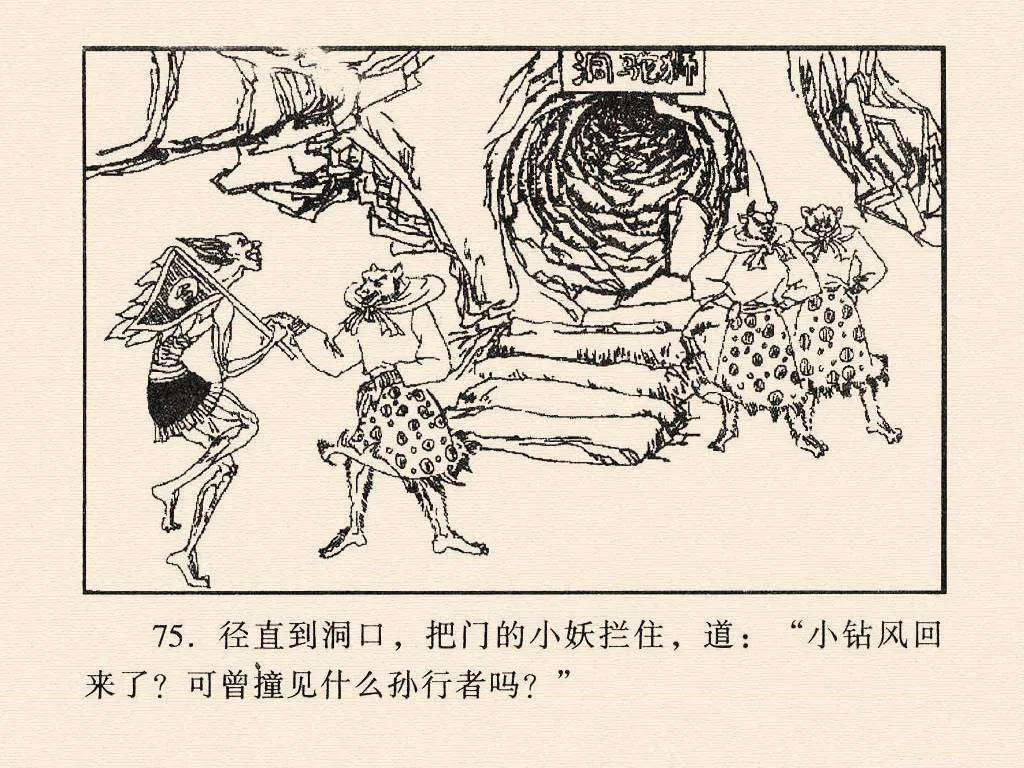 狮驼洞
令
75. 径直到洞口，把门的小妖拦住，道：“小钻风回
来了？可曾撞见什么孙行者吗？”